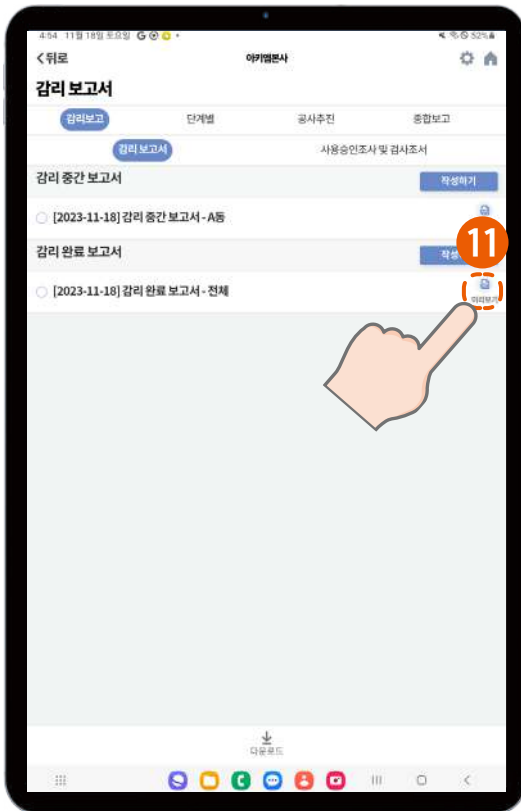 4:54 11월 18일 토요일
52%
뒤로
아키엠본사
감리 보고서
감리보고 단계별 공사추진 종합보고
감리 보고서 사용승인조사 및 검사조서
감리 중간 보고서 작성하기
[2023-11-18] 감리 중간 보고서 - A동
감리 완료 보고서
11
[2023-11-18] 감리 완료 보고서 - 전체
미리보기
다운로드